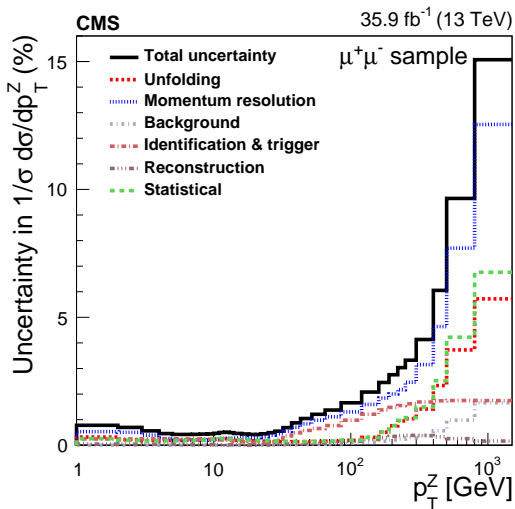 CMS
35.9 fb⁻¹ (13 TeV)
μ⁺μ⁻ sample
Total uncertainty
Unfolding
Momentum resolution
Background
Identification & trigger
Reconstruction
Statistical
Uncertainty in 1/σ dσ/dp_T^Z (%)
15
10
5
0
1
10
10²
10³
p_T^Z [GeV]